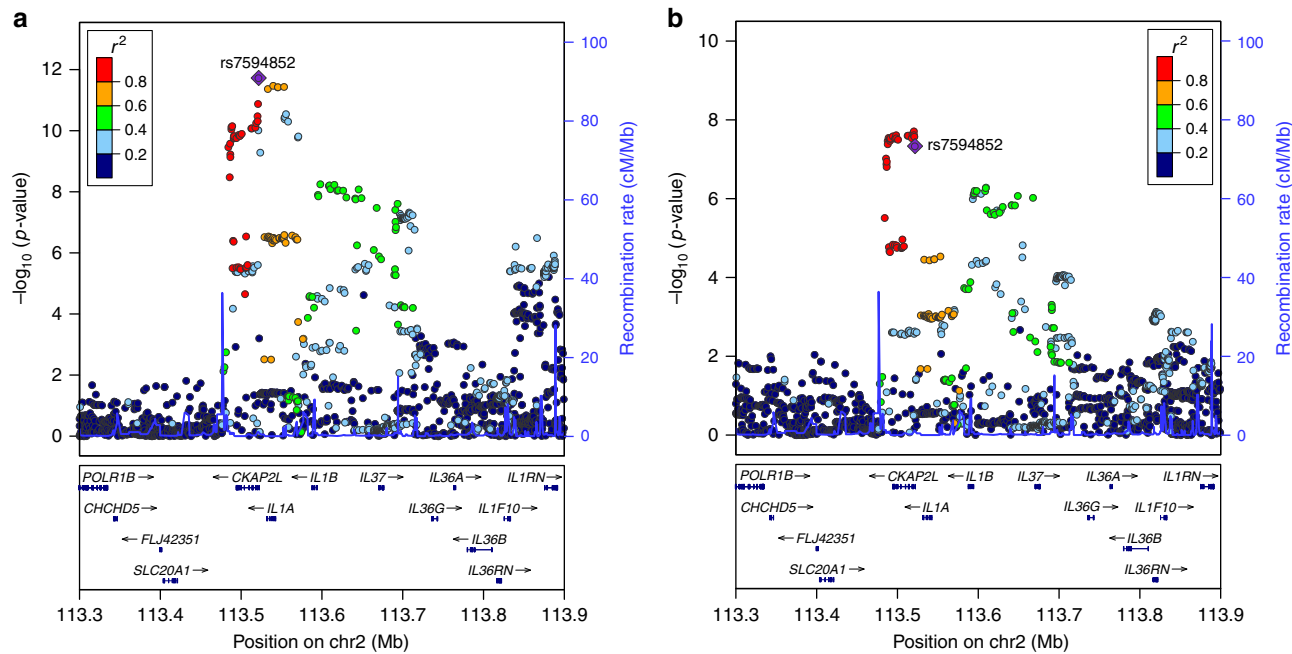 a
r²
0.8
0.6
0.4
0.2
rs7594852
12
10
8
6
4
2
0
–log₁₀ (p-value)
100
80
60
40
20
0
Recombination rate (cM/Mb)
POLR1B → ← CKAP2L ← IL1B IL37 → IL36A → IL1RN →
CHCHD5 → ← IL1A IL36G → IL1F10 →
← FLJ42351 ← IL36B
SLC20A1 → IL36RN →
113.3 113.4 113.5 113.6 113.7 113.8 113.9
Position on chr2 (Mb)
b
r²
0.8
0.6
0.4
0.2
rs7594852
10
8
6
4
2
0
–log₁₀ (p-value)
100
80
60
40
20
0
Recombination rate (cM/Mb)
POLR1B → ← CKAP2L ← IL1B IL37 → IL36A → IL1RN →
CHCHD5 → ← IL1A IL36G → IL1F10 →
← FLJ42351 ← IL36B
SLC20A1 → IL36RN →
113.3 113.4 113.5 113.6 113.7 113.8 113.9
Position on chr2 (Mb)